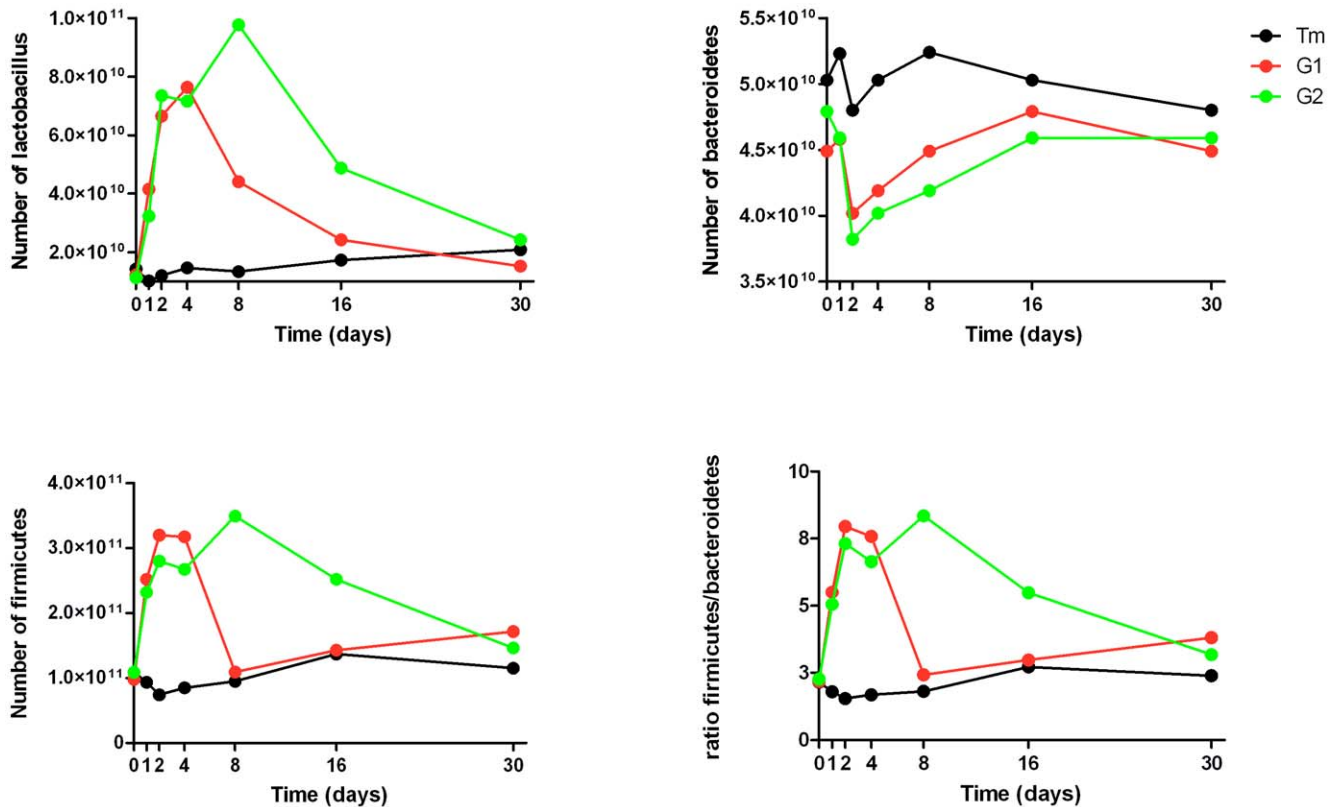 Number of lactobacillus
1.0×10¹¹
8.0×10¹⁰
6.0×10¹⁰
4.0×10¹⁰
2.0×10¹⁰
0 1 2 4 8 16 30
Time (days)
Number of bacteroidetes
5.5×10¹⁰
5.0×10¹⁰
4.5×10¹⁰
4.0×10¹⁰
3.5×10¹⁰
0 1 2 4 8 16 30
Time (days)
Tm
G1
G2
Number of firmicutes
4.0×10¹¹
3.0×10¹¹
2.0×10¹¹
1.0×10¹¹
0
0 1 2 4 8 16 30
Time (days)
ratio firmicutes/bacteroidetes
10
8
5
3
0
0 1 2 4 8 16 30
Time (days)